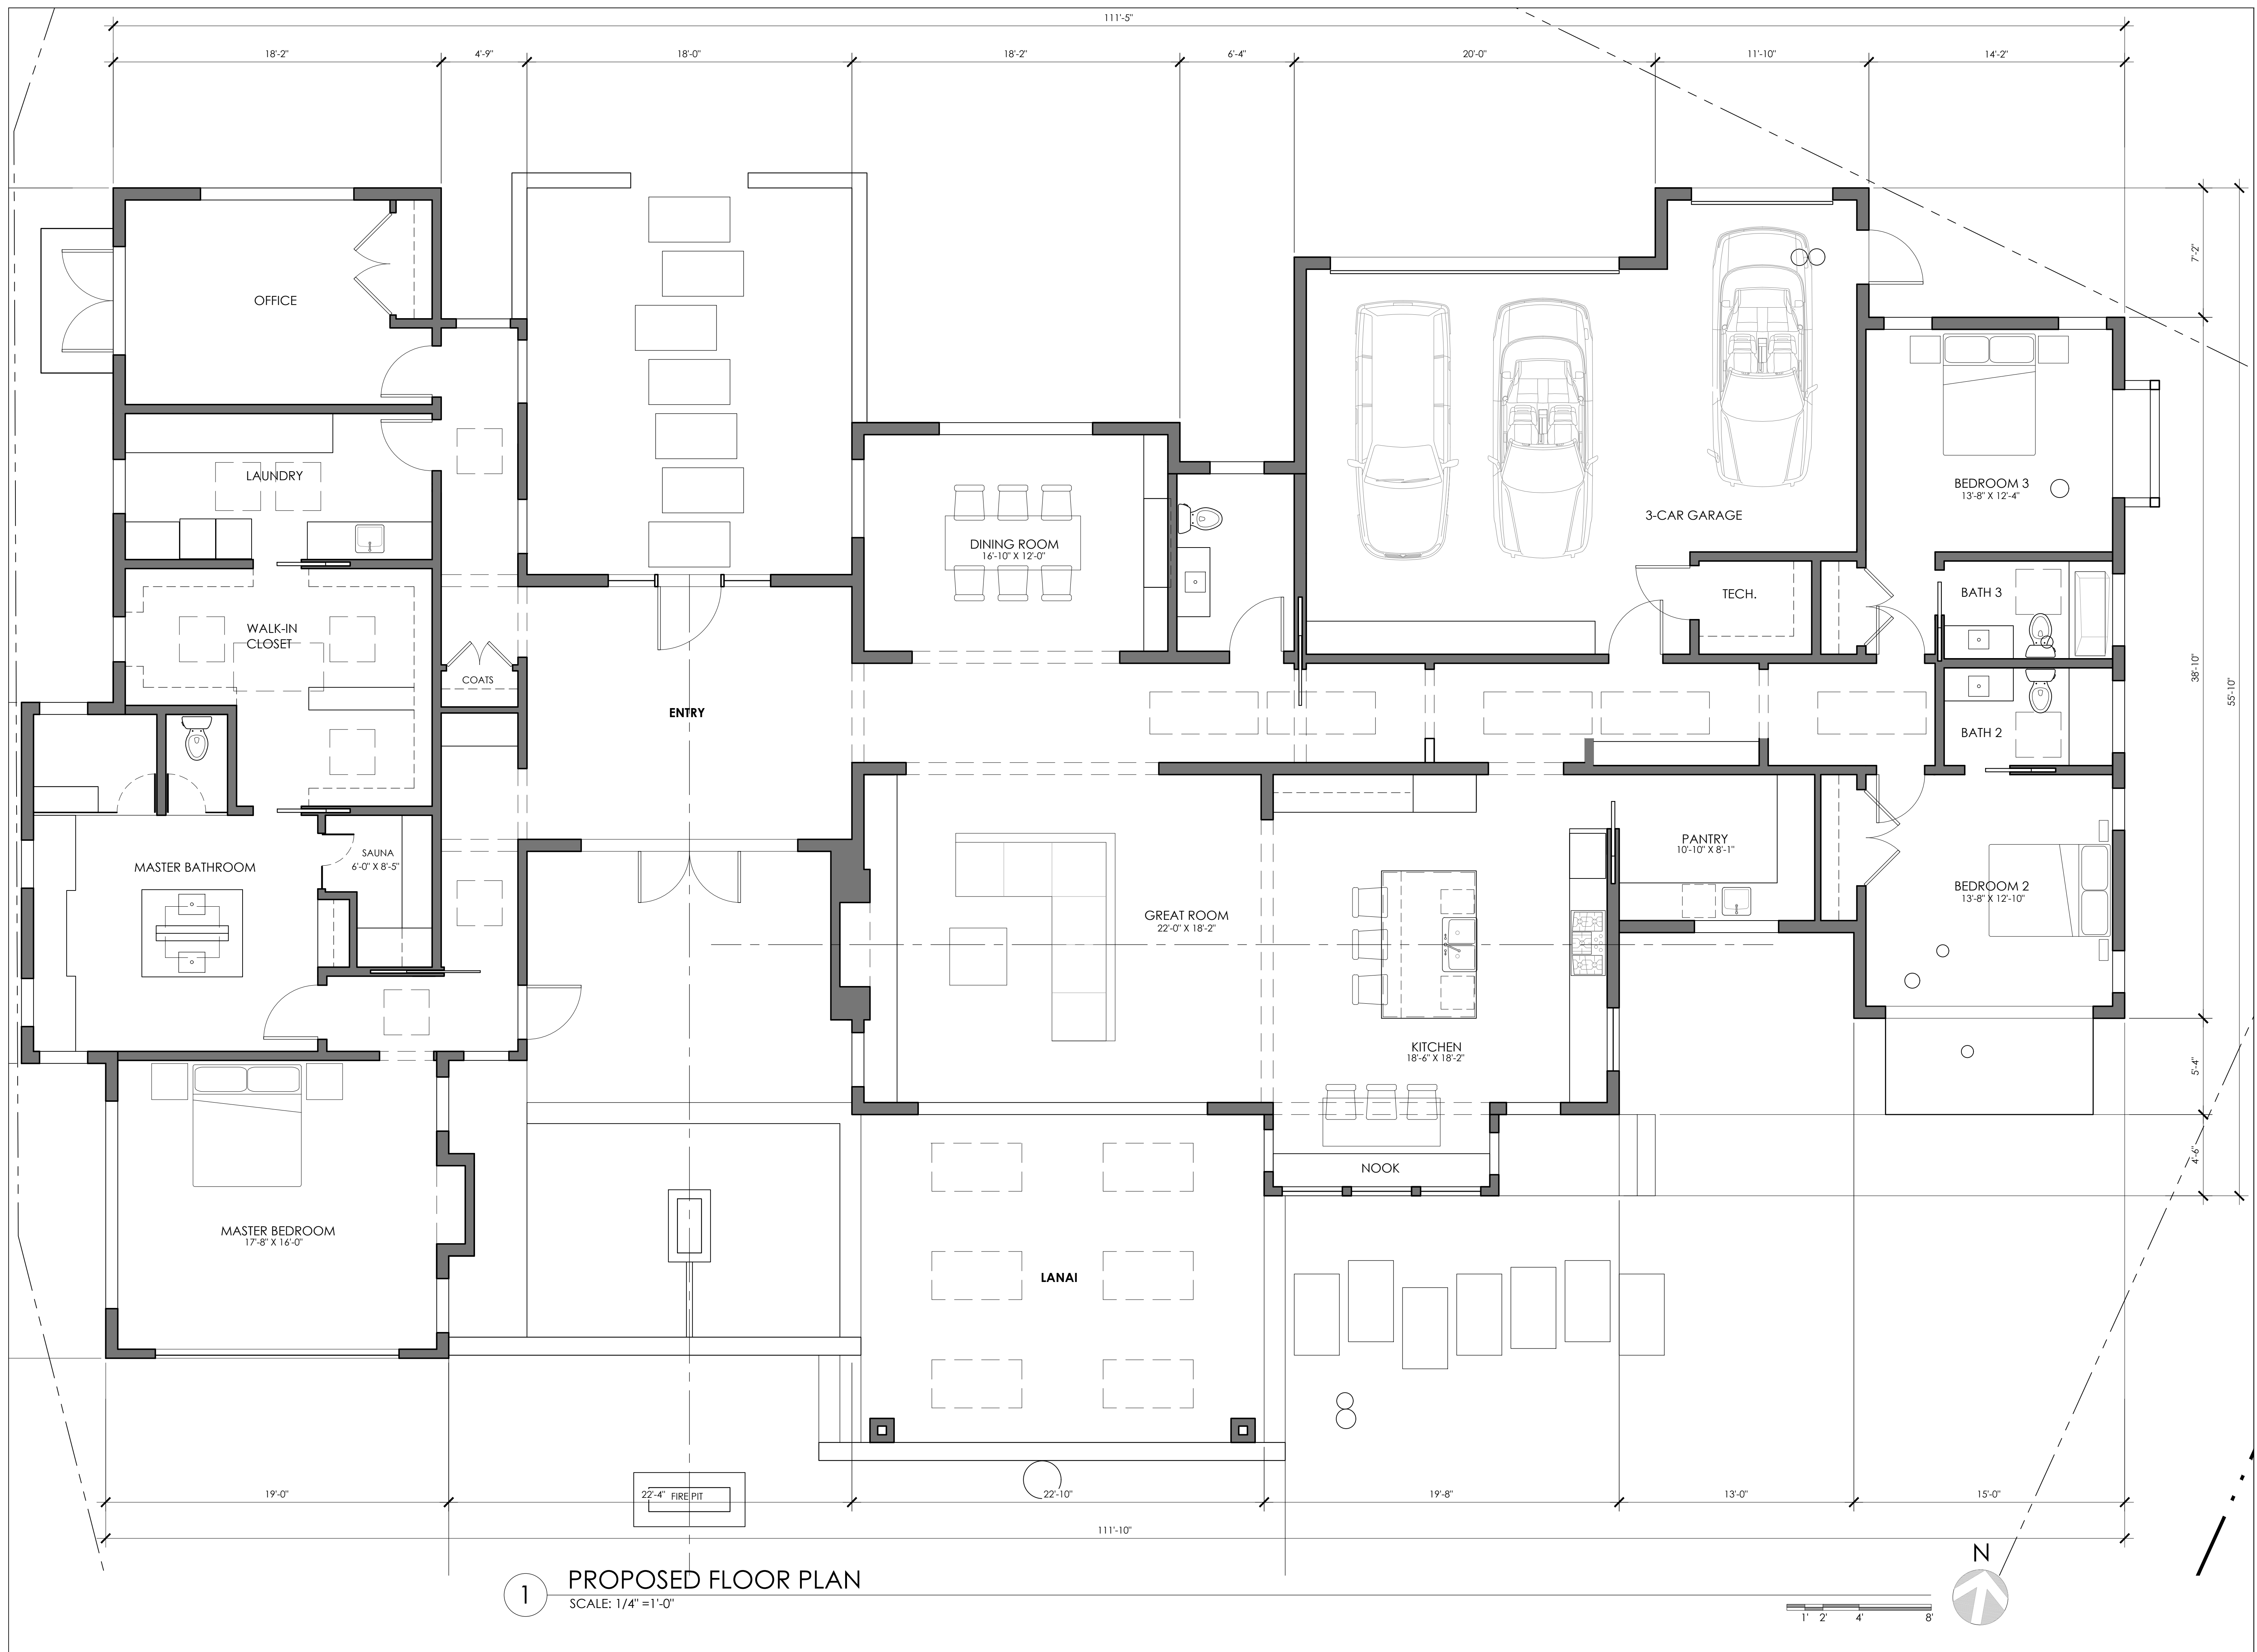 111'-5"
18'-2"
4'-9"
18'-0"
18'-2"
6'-4"
20'-0"
11'-10"
14'-2"
7'-2"
38'-10"
55'-10"
5'-4"
4'-6"
OFFICE
LAUNDRY
WALK-IN
CLOSET
COATS
ENTRY
DINING ROOM
16'-10" X 12'-0"
3-CAR GARAGE
TECH.
BEDROOM 3
13'-8" X 12'-4"
BATH 3
BATH 2
MASTER BATHROOM
SAUNA
6'-0" X 8'-5"
GREAT ROOM
22'-0" X 18'-2"
KITCHEN
18'-6" X 18'-2"
PANTRY
10'-10" X 8'-1"
BEDROOM 2
13'-8" X 12'-10"
NOOK
MASTER BEDROOM
17'-8" X 16'-0"
LANAI
19'-0"
22'-4"
FIRE PIT
22'-10"
19'-8"
13'-0"
15'-0"
111'-10"
1
PROPOSED FLOOR PLAN
SCALE: 1/4" =1'-0"
1' 2' 4' 8'
N